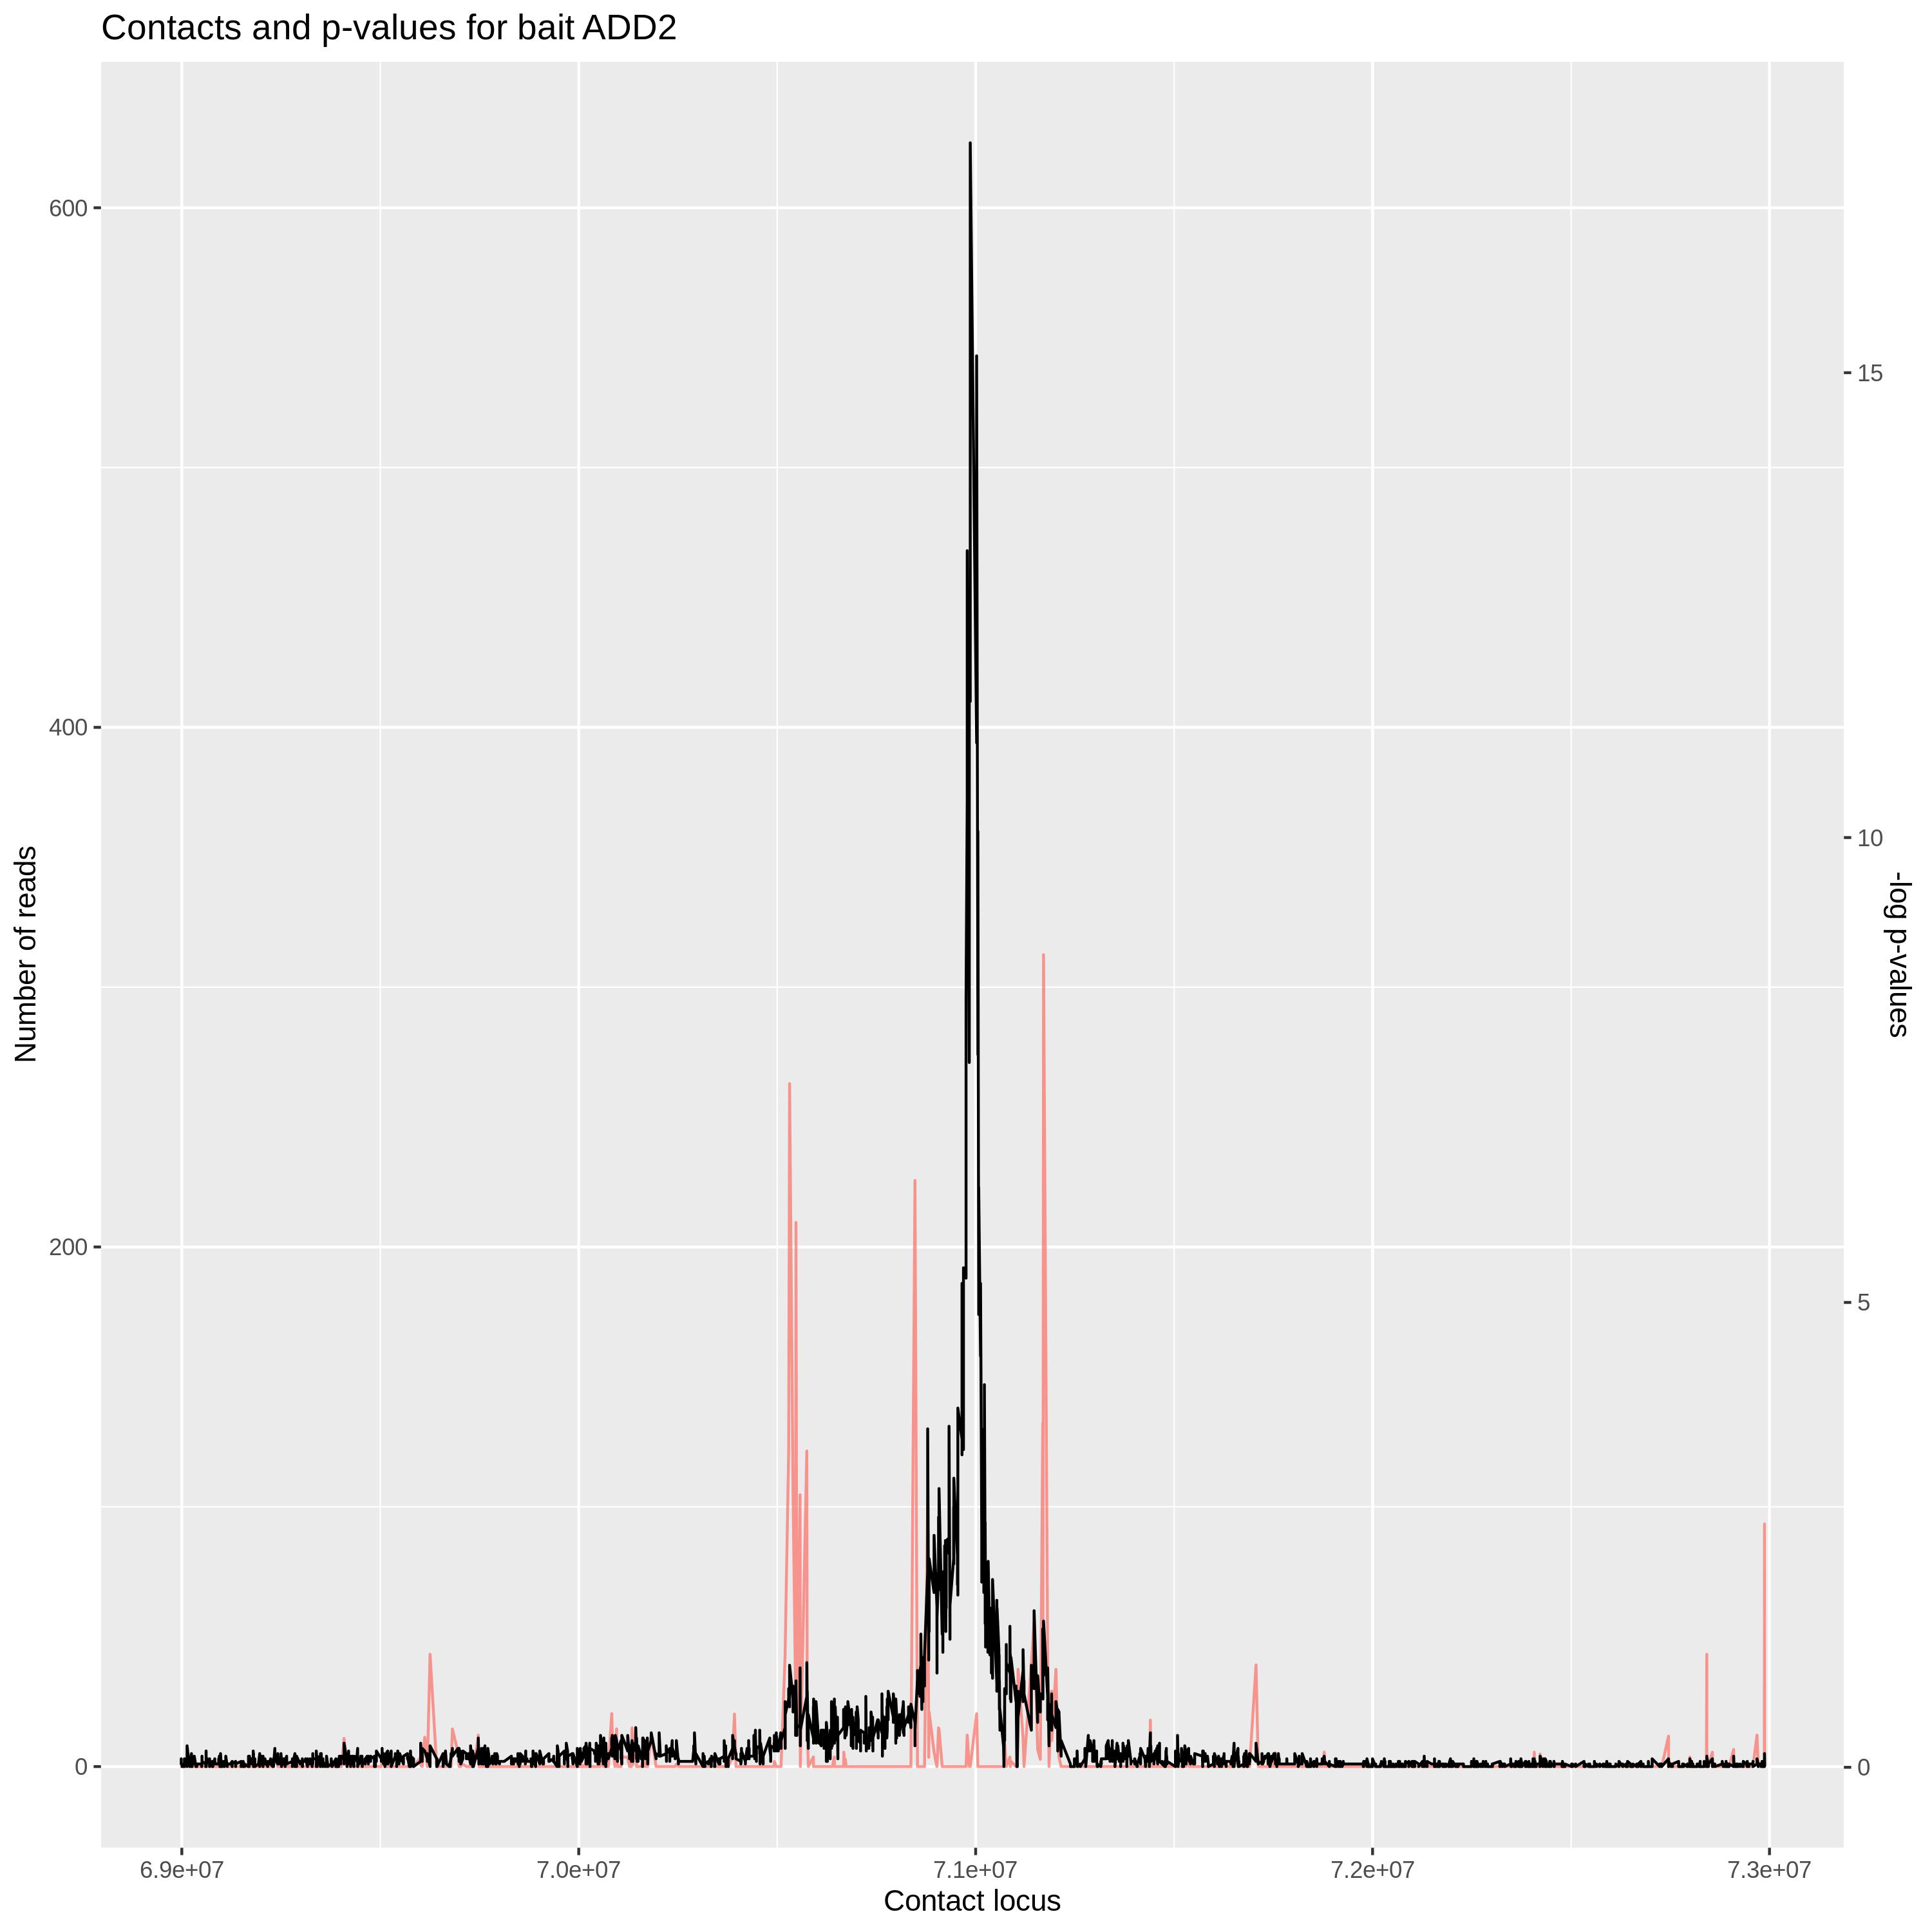 Contacts and p-values for bait ADD2
600
400
200
0
Number of reads
15
10
5
0
-log p-values
6.9e+07
7.0e+07
7.1e+07
7.2e+07
7.3e+07
Contact locus